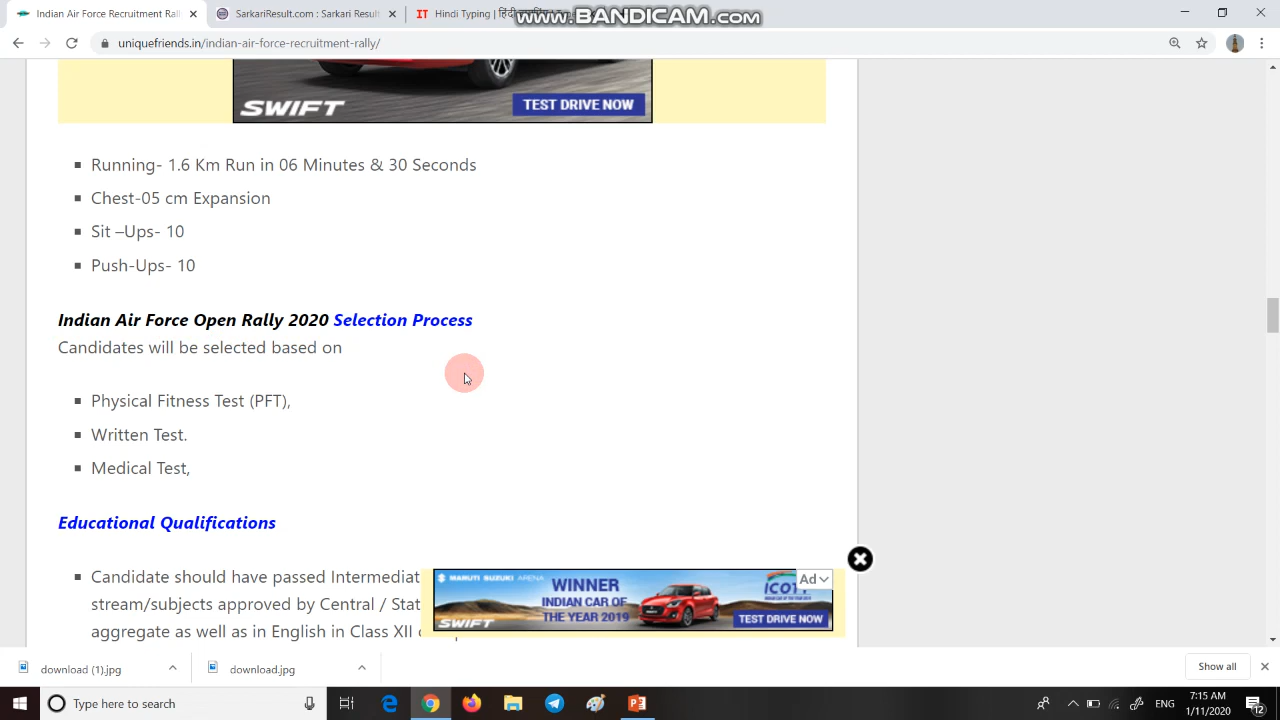 Indian Air Force Recruitment Rall
SarkariResult.com : Sarkari Results
Hindi Typing |
www.BANDICAM.com
uniquefriends.in/indian-air-force-recruitment-rally/
SWIFT
TEST DRIVE NOW
Running- 1.6 Km Run in 06 Minutes & 30 Seconds
Chest-05 cm Expansion
Sit –Ups- 10
Push-Ups- 10
Indian Air Force Open Rally 2020 Selection Process
Candidates will be selected based on
Physical Fitness Test (PFT),
Written Test.
Medical Test,
Educational Qualifications
Candidate should have passed Intermediat
stream/subjects approved by Central / Stat
aggregate as well as in English in Class XII
MARUTI SUZUKI ARENA
WINNER
INDIAN CAR OF
THE YEAR 2019
SWIFT
Ad
ICOTY
TEST DRIVE NOW
download (1).jpg
download.jpg
Show all
Type here to search
ENG
7:15 AM
1/11/2020
12